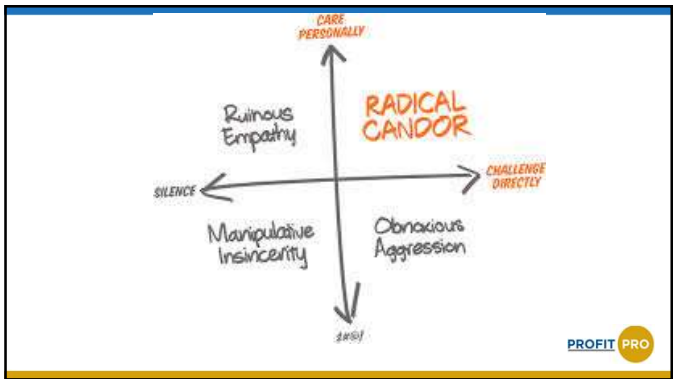 CARE
PERSONALLY
Ruinous
Empathy
RADICAL
CANDOR
SILENCE
CHALLENGE
DIRECTLY
Manipulative
Insincerity
Obnoxious
Aggression
$#@!
PROFIT PRO